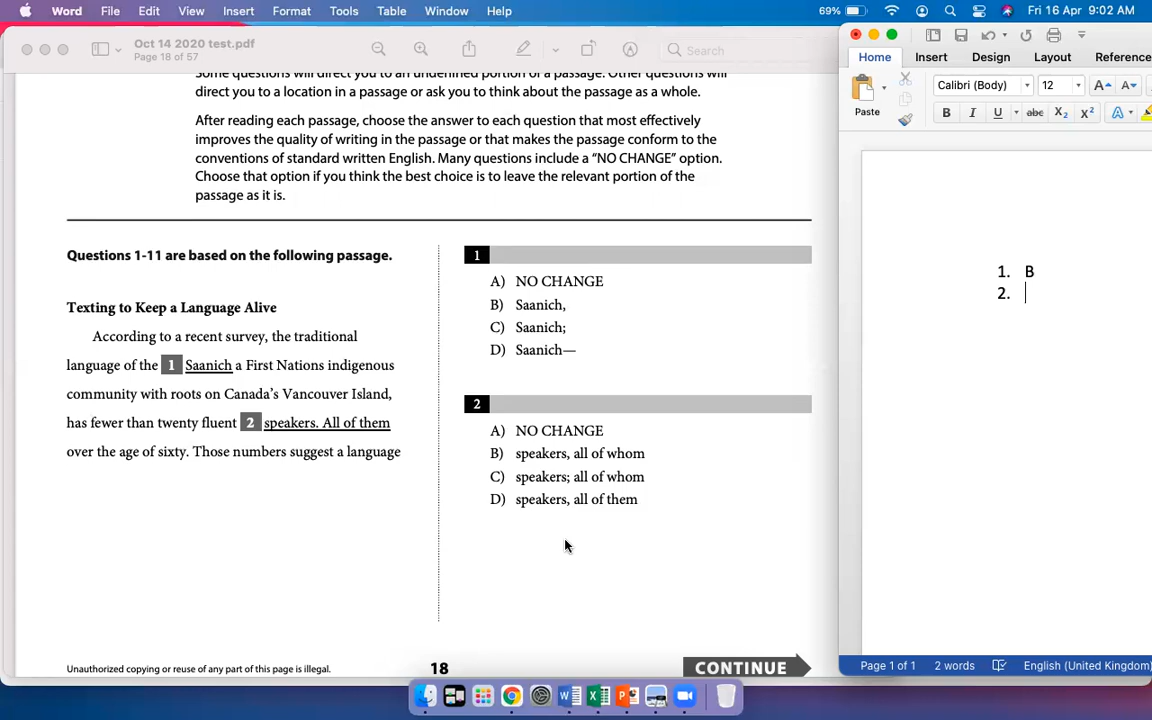 Word File Edit View Insert Format Tools Table Window Help 69% Fri 16 Apr 9:02 AM
Oct 14 2020 test.pdf
Page 18 of 57
Search
Home Insert Design Layout Reference
Calibri (Body) 12 A A
Paste B I U abc X2 X2 A
Some questions will direct you to an underlined portion of a passage. Other questions will
direct you to a location in a passage or ask you to think about the passage as a whole.
After reading each passage, choose the answer to each question that most effectively
improves the quality of writing in the passage or that makes the passage conform to the
conventions of standard written English. Many questions include a “NO CHANGE” option.
Choose that option if you think the best choice is to leave the relevant portion of the
passage as it is.
Questions 1-11 are based on the following passage.
Texting to Keep a Language Alive
According to a recent survey, the traditional
language of the 1 Saanich a First Nations indigenous
community with roots on Canada’s Vancouver Island,
has fewer than twenty fluent 2 speakers. All of them
over the age of sixty. Those numbers suggest a language
1
A) NO CHANGE
B) Saanich,
C) Saanich;
D) Saanich—
2
A) NO CHANGE
B) speakers, all of whom
C) speakers; all of whom
D) speakers, all of them
Unauthorized copying or reuse of any part of this page is illegal.
18
CONTINUE
1. B
2.
Page 1 of 1 2 words English (United Kingdom)